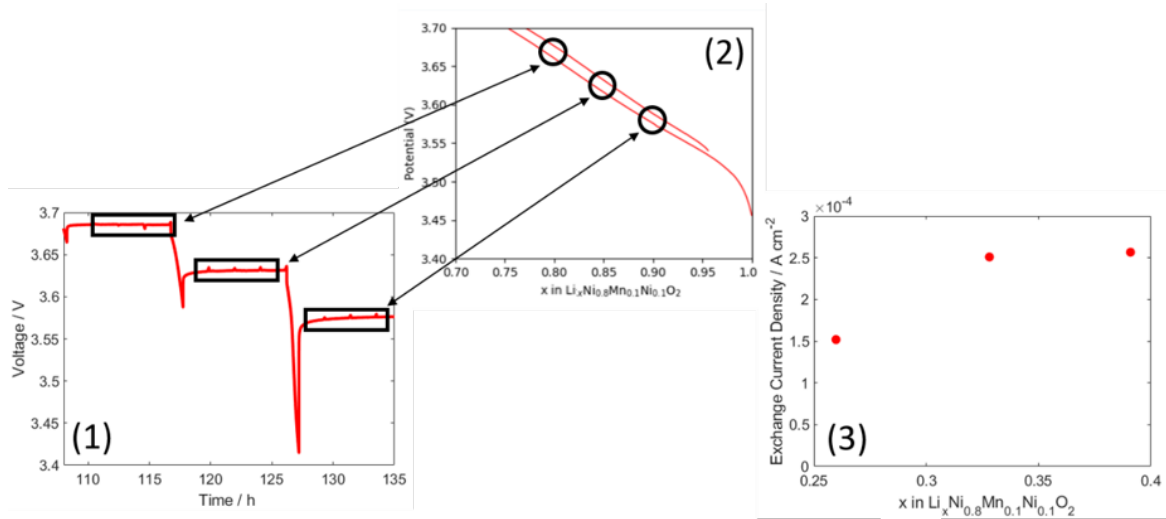 3.70
3.65
3.60
3.55
3.50
3.45
3.40
Potential (V)
(2)
0.70 0.75 0.80 0.85 0.90 0.95 1.0
x in LiₓNi₀.₈Mn₀.₁Ni₀.₁O₂
3.7
3.65
3.6
3.55
3.5
3.45
3.4
Voltage / V
(1)
110 115 120 125 130 135
Time / h
×10⁻⁴
3
2.5
2
1.5
1
0.5
0
Exchange Current Density / A cm⁻²
(3)
0.25 0.3 0.35 0.4
x in LiₓNi₀.₈Mn₀.₁Ni₀.₁O₂